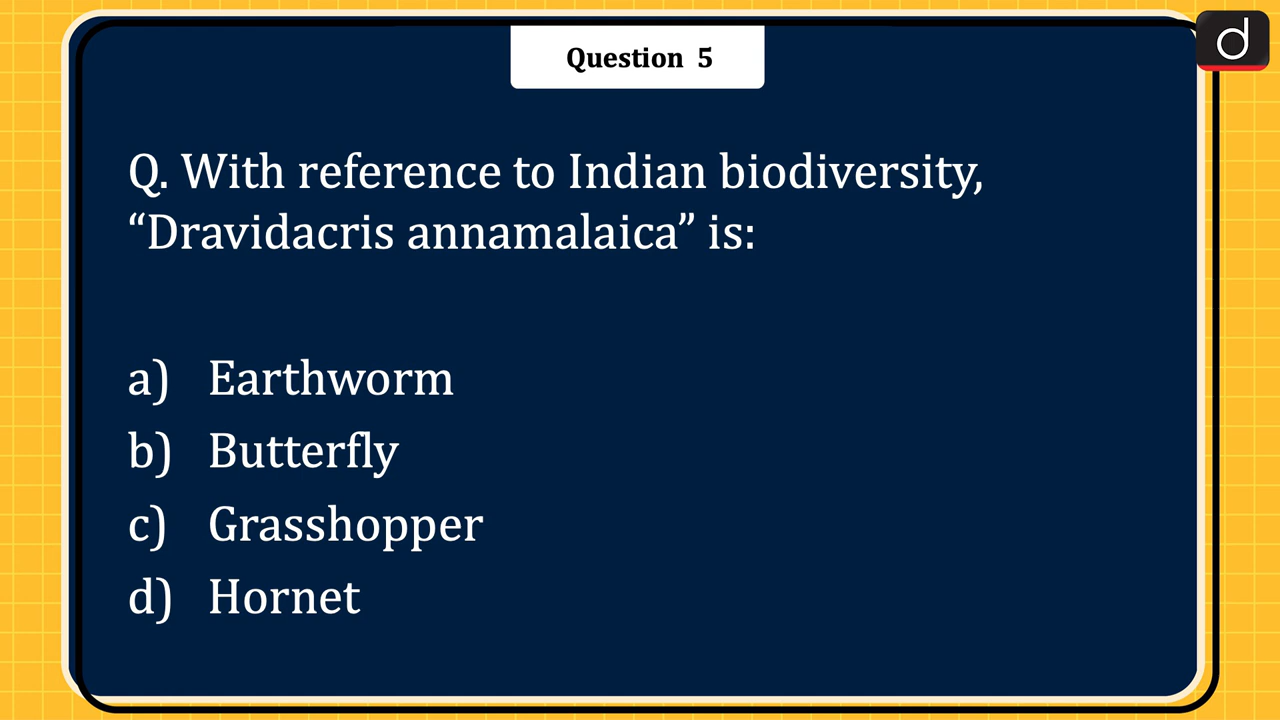 Question 5
d
Q. With reference to Indian biodiversity,
“Dravidacris annamalaica” is:
a) Earthworm
b) Butterfly
c) Grasshopper
d) Hornet